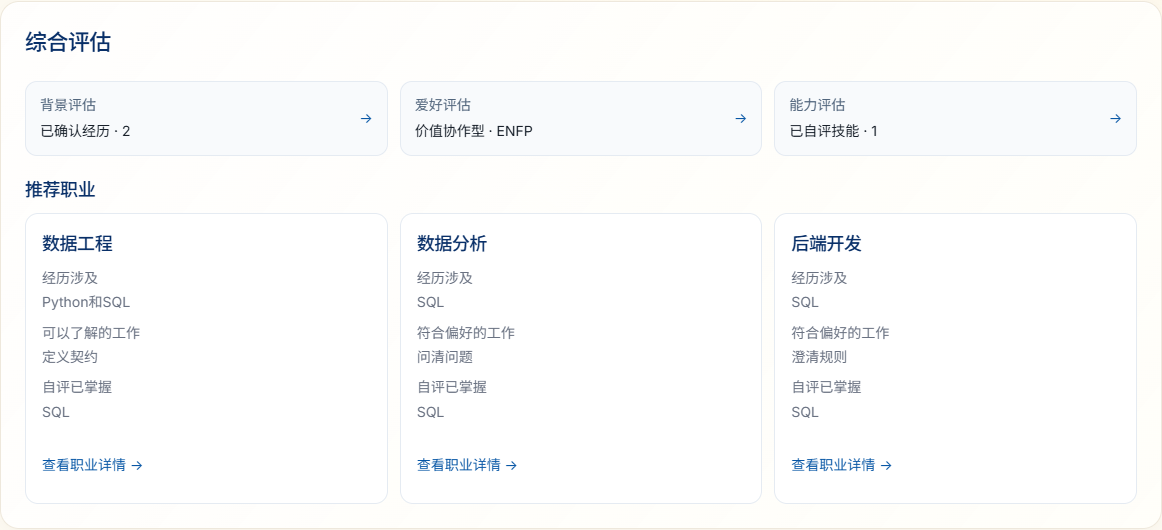 综合评估
背景评估
已确认经历 · 2
→
爱好评估
价值协作型 · ENFP
→
能力评估
已自评技能 · 1
→
推荐职业
数据工程
经历涉及
Python和SQL
可以了解的工作
定义契约
自评已掌握
SQL
查看职业详情 →
数据分析
经历涉及
SQL
符合偏好的工作
问清问题
自评已掌握
SQL
查看职业详情 →
后端开发
经历涉及
SQL
符合偏好的工作
澄清规则
自评已掌握
SQL
查看职业详情 →